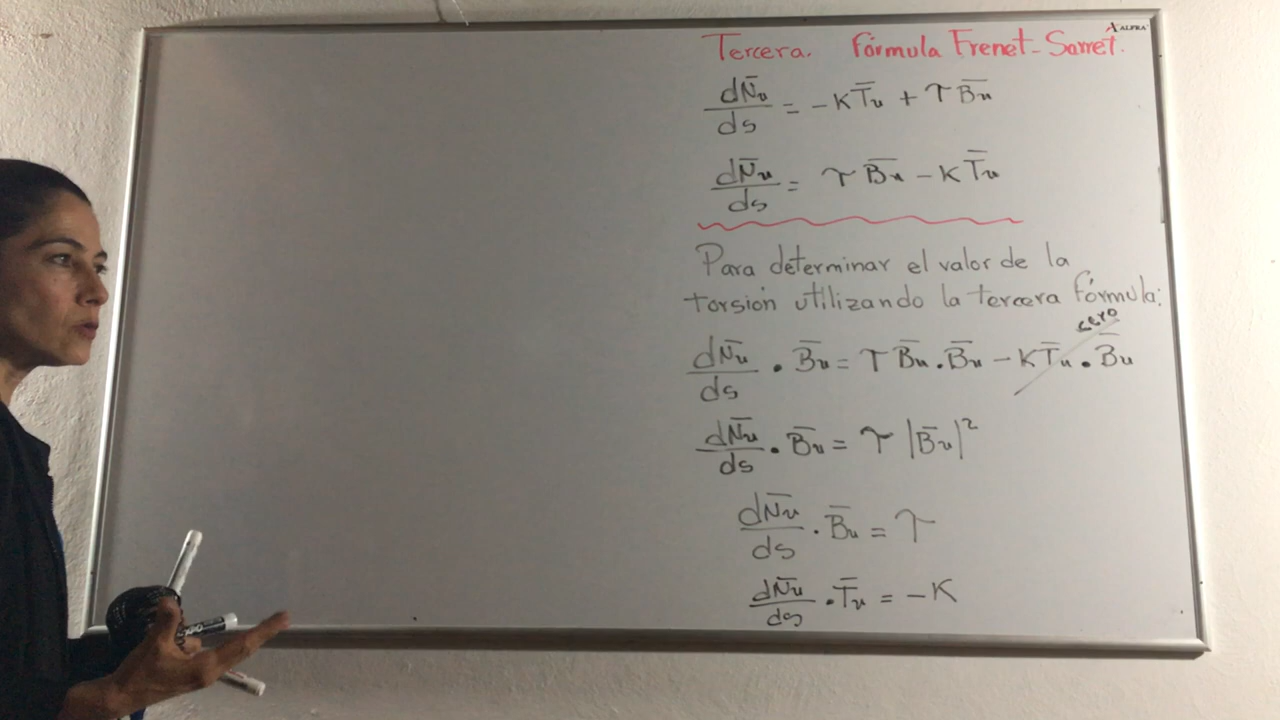 ALFRA
Tercera. Fórmula Frenet-Sarret.
dN̄u/ds = -K T̄u + τ B̄u
dN̄u/ds = τ B̄u - K T̄u
Para determinar el valor de la
torsión utilizando la tercera fórmula:
cero
dN̄u/ds · B̄u = τ B̄u · B̄u - K T̄u · B̄u
dN̄u/ds · B̄u = τ |B̄u|²
dN̄u/ds · B̄u = τ
dN̄u/ds · T̄u = -K